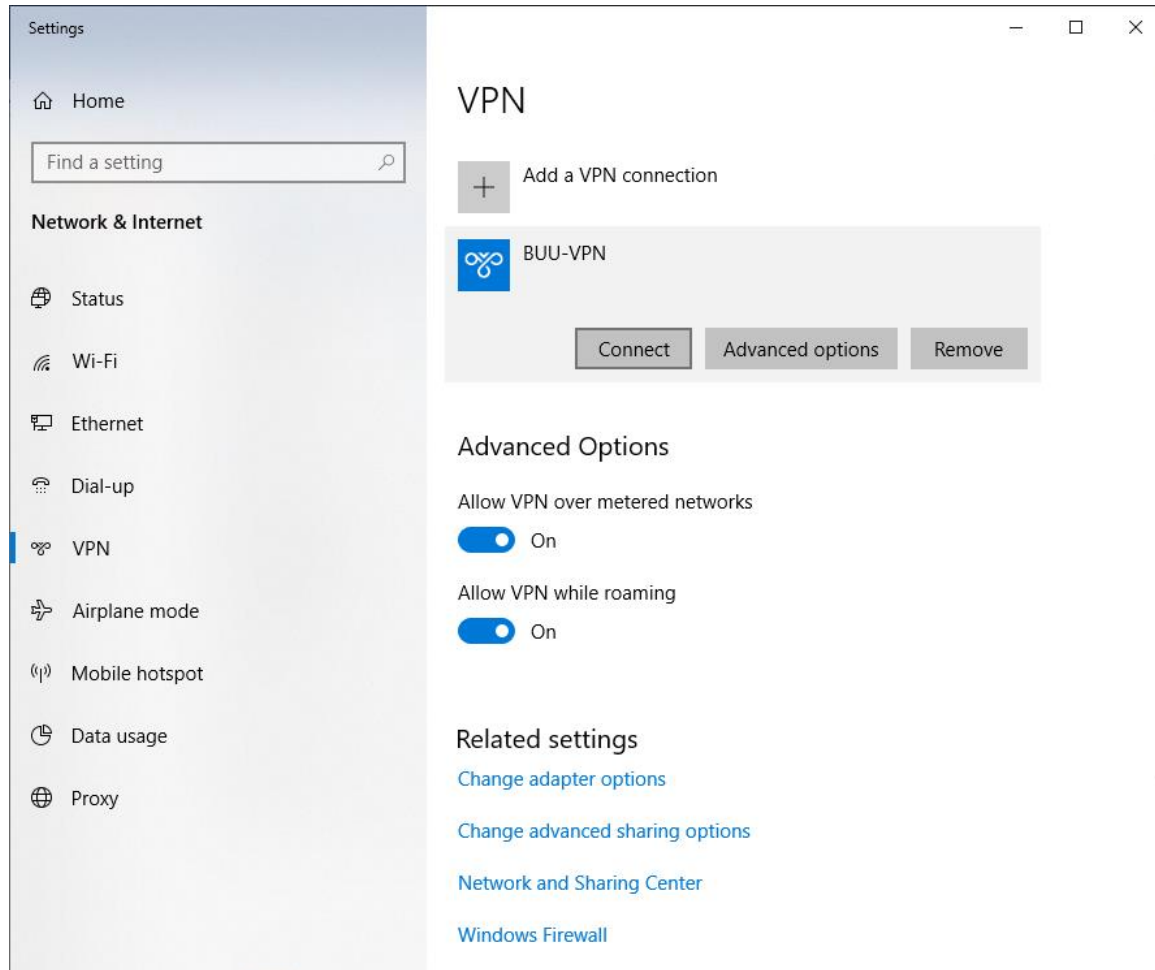 Settings
Home
Find a setting
Network & Internet
Status
Wi-Fi
Ethernet
Dial-up
VPN
Airplane mode
Mobile hotspot
Data usage
Proxy
VPN
Add a VPN connection
BUU-VPN
Connect Advanced options Remove
Advanced Options
Allow VPN over metered networks
On
Allow VPN while roaming
On
Related settings
Change adapter options
Change advanced sharing options
Network and Sharing Center
Windows Firewall